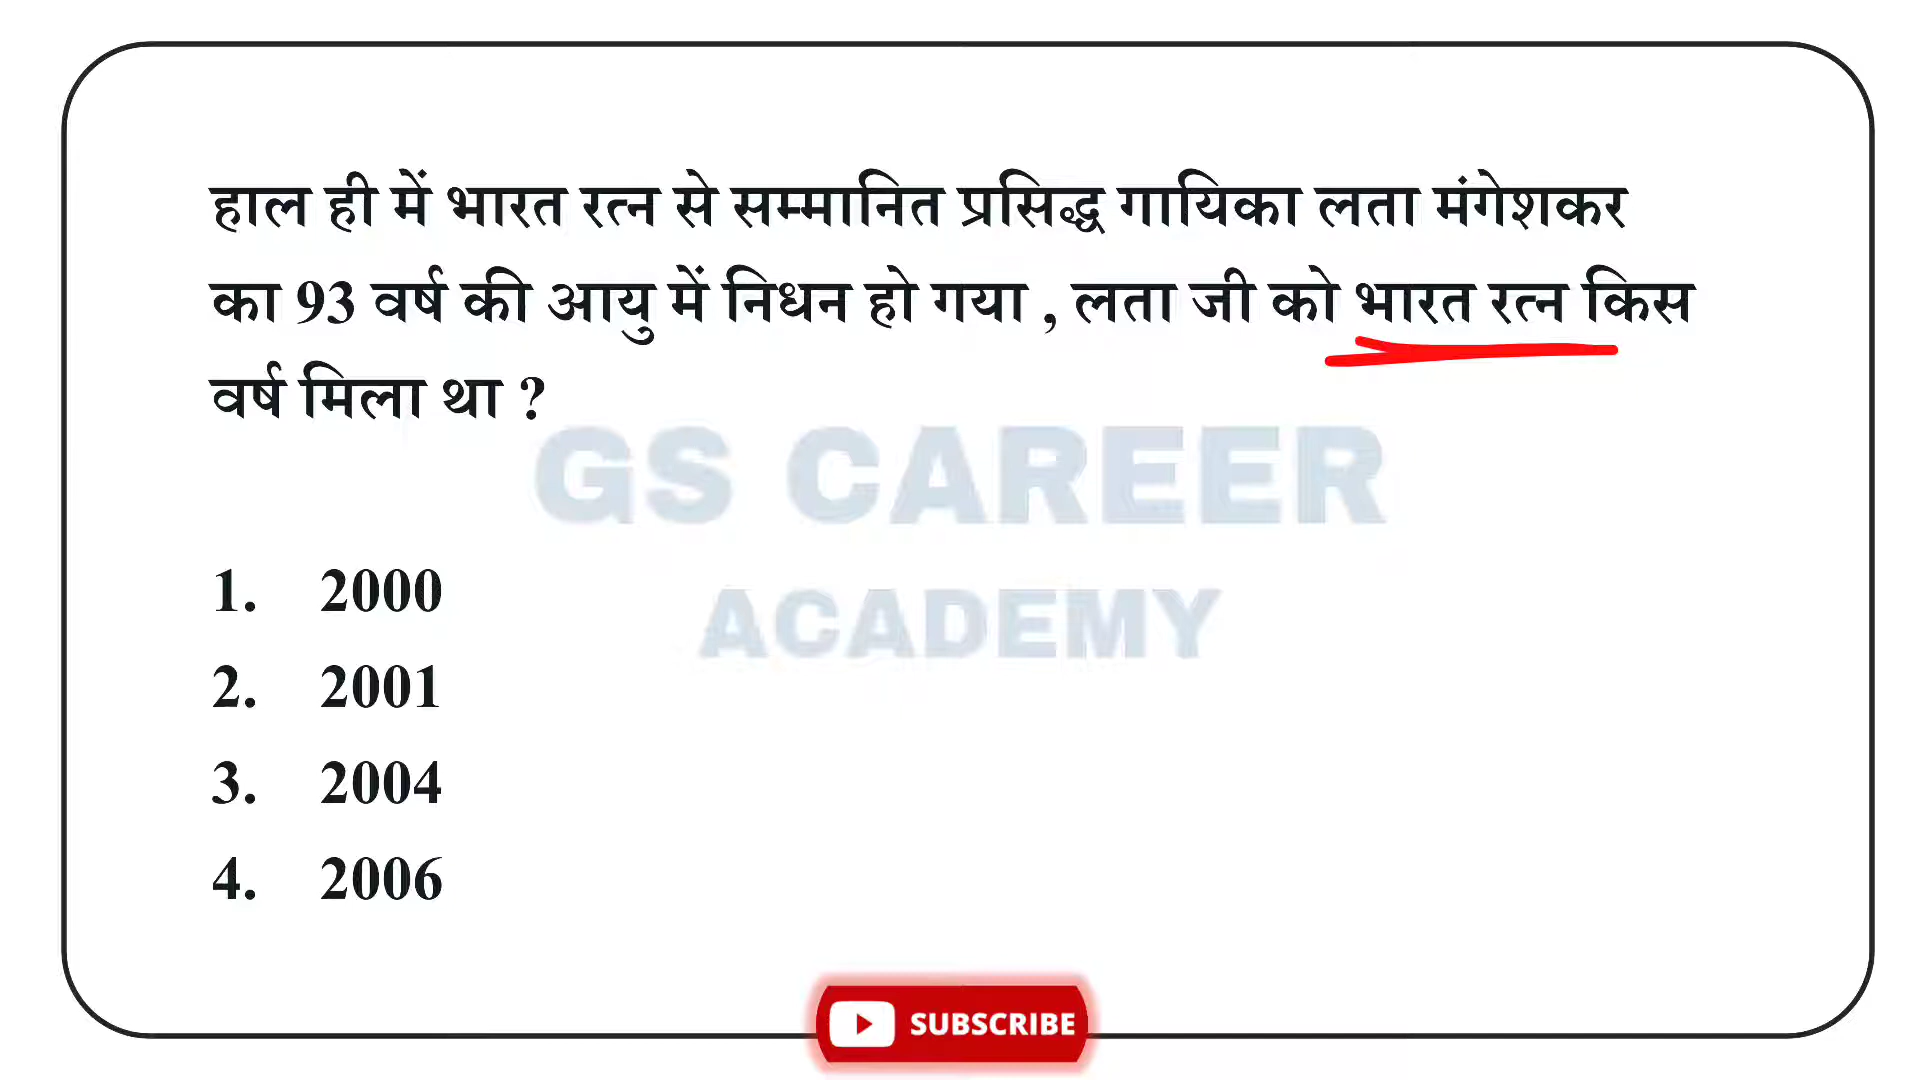 हाल ही में भारत रत्न से सम्मानित प्रसिद्ध गायिका लता मंगेशकर
का 93 वर्ष की आयु में निधन हो गया , लता जी को भारत रत्न किस
वर्ष मिला था ?
GS CAREER
ACADEMY
1. 2000
2. 2001
3. 2004
4. 2006
SUBSCRIBE